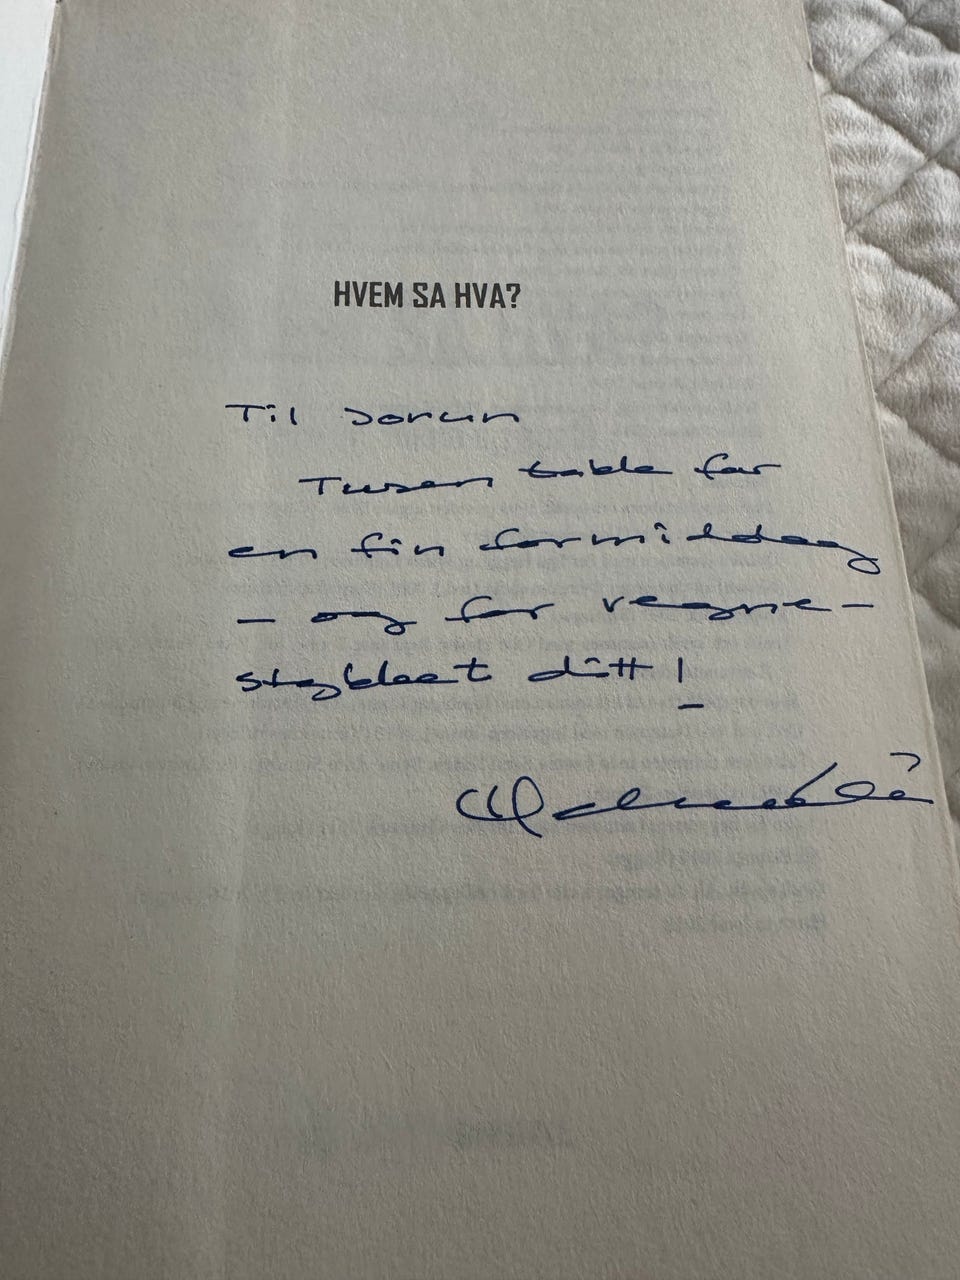 HVEM SA HVA?
Til Jorun
Tusen takk for
en fin formiddag
- og for regne-
stykket ditt!